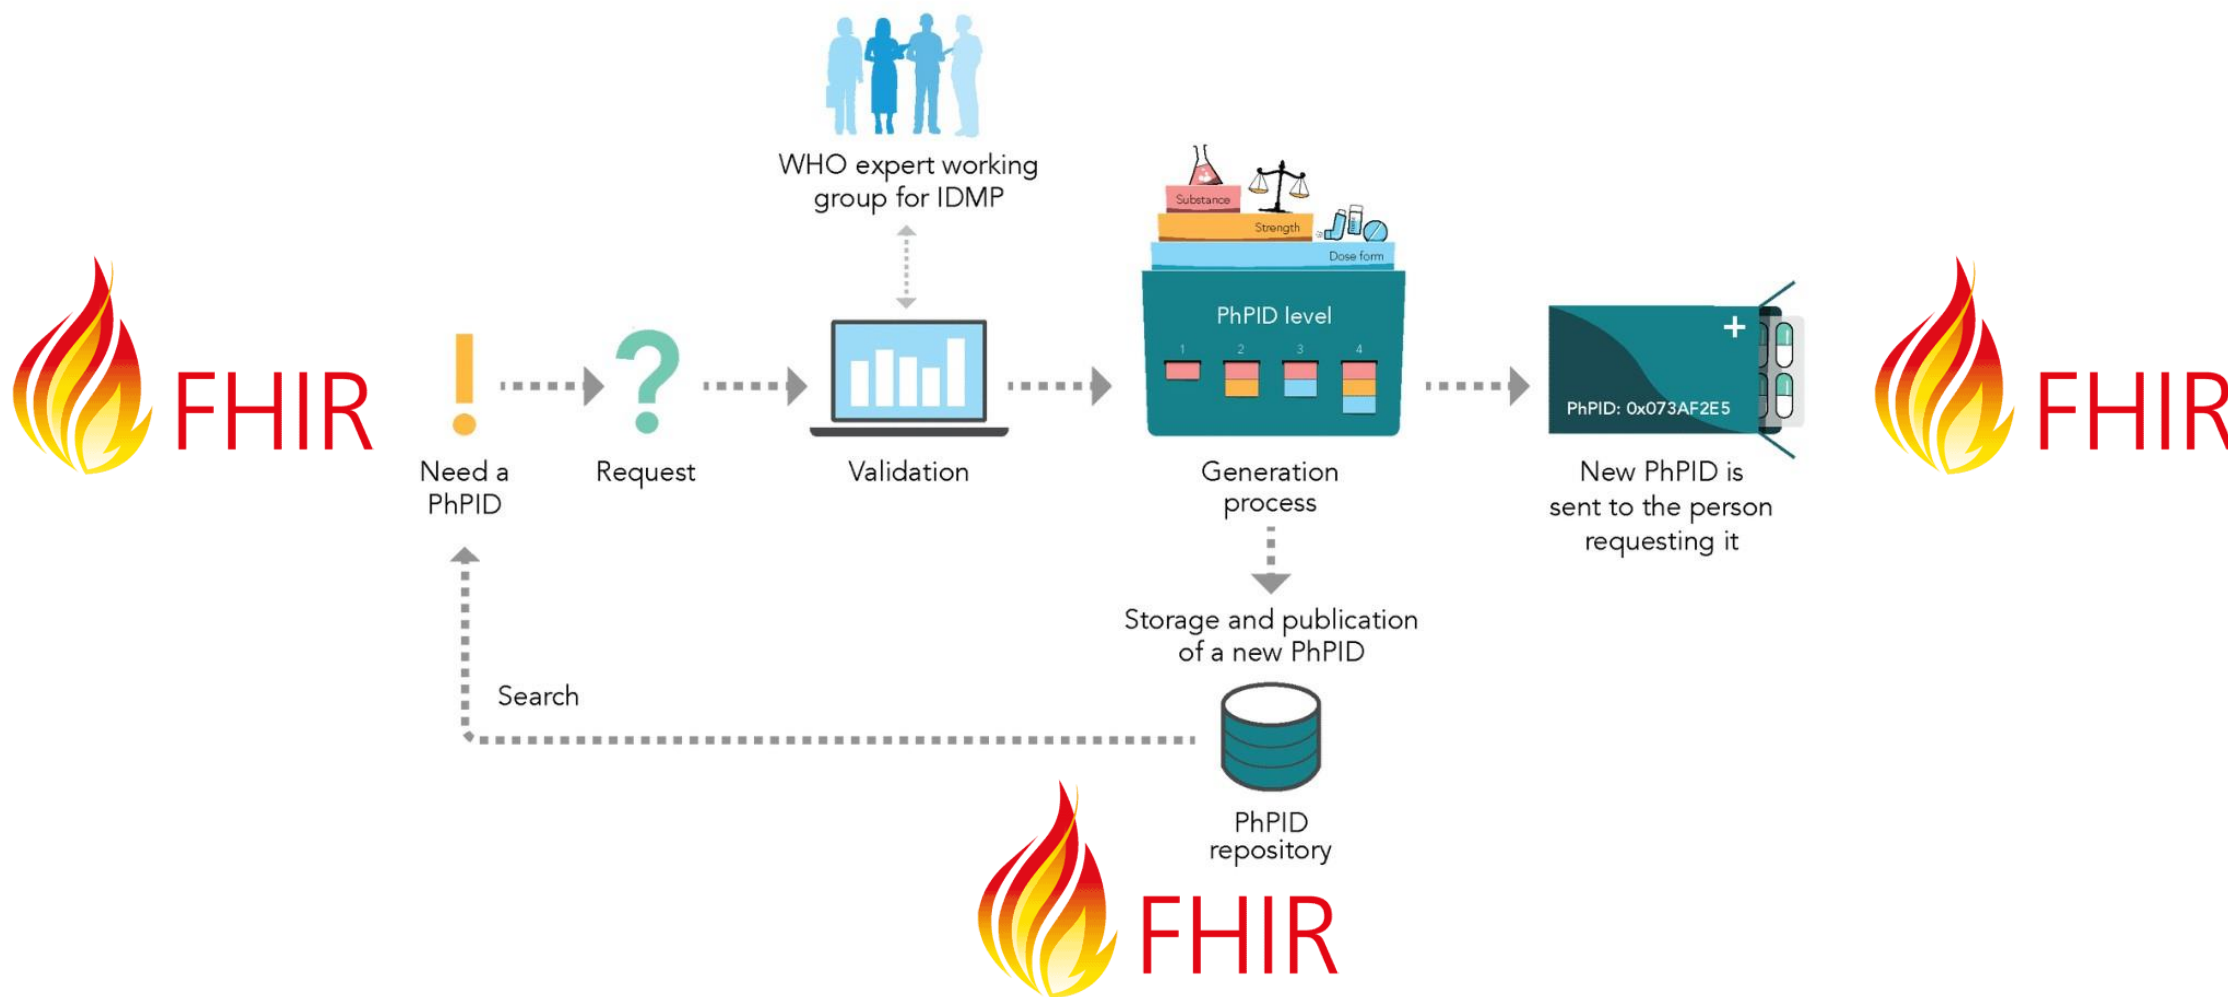 WHO expert working
group for IDMP
Substance
Strength
Dose form
PhPID level
1 2 3 4
FHIR
PhPID: 0x073AF2E5
FHIR
Need a
PhPID
Request
Validation
Generation
process
New PhPID is
sent to the person
requesting it
Storage and publication
of a new PhPID
Search
PhPID
repository
FHIR